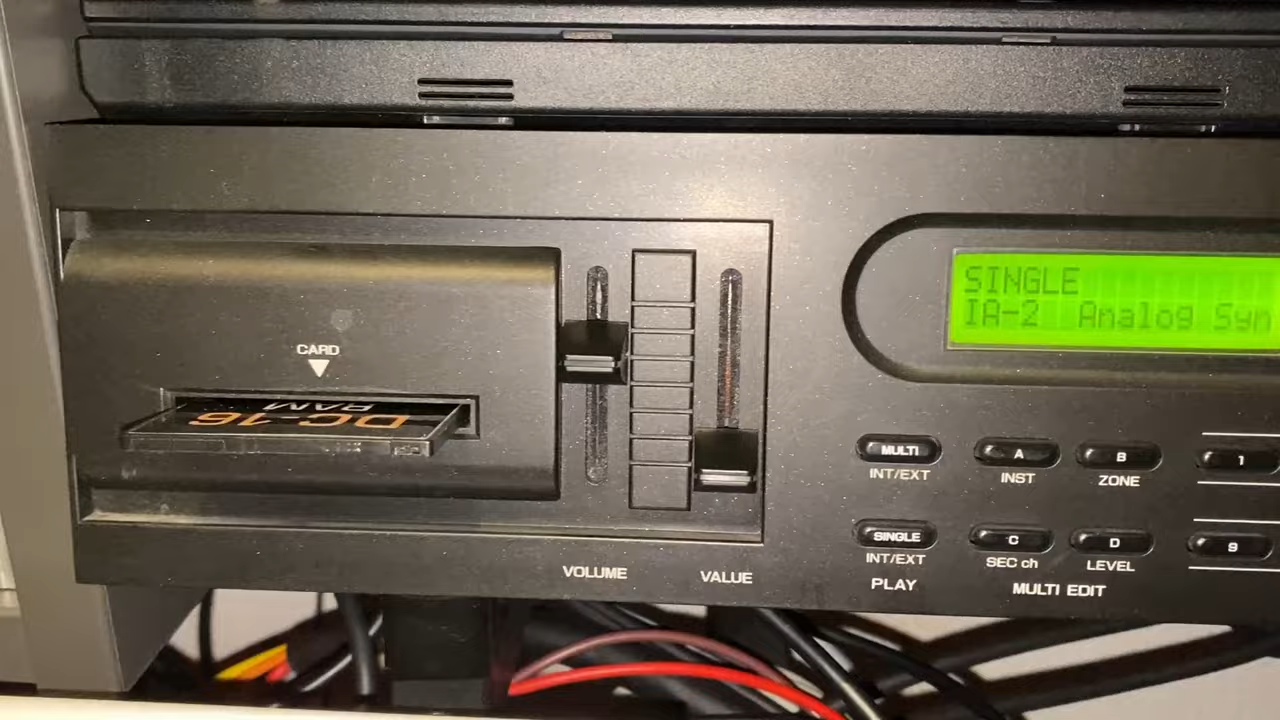 CARD
DC-16
RAM
VOLUME
VALUE
SINGLE
IA-2 Analog Syn
MULTI
INT/EXT
A
INST
B
ZONE
1
SINGLE
INT/EXT
PLAY
C
SEC ch
D
LEVEL
MULTI EDIT
9